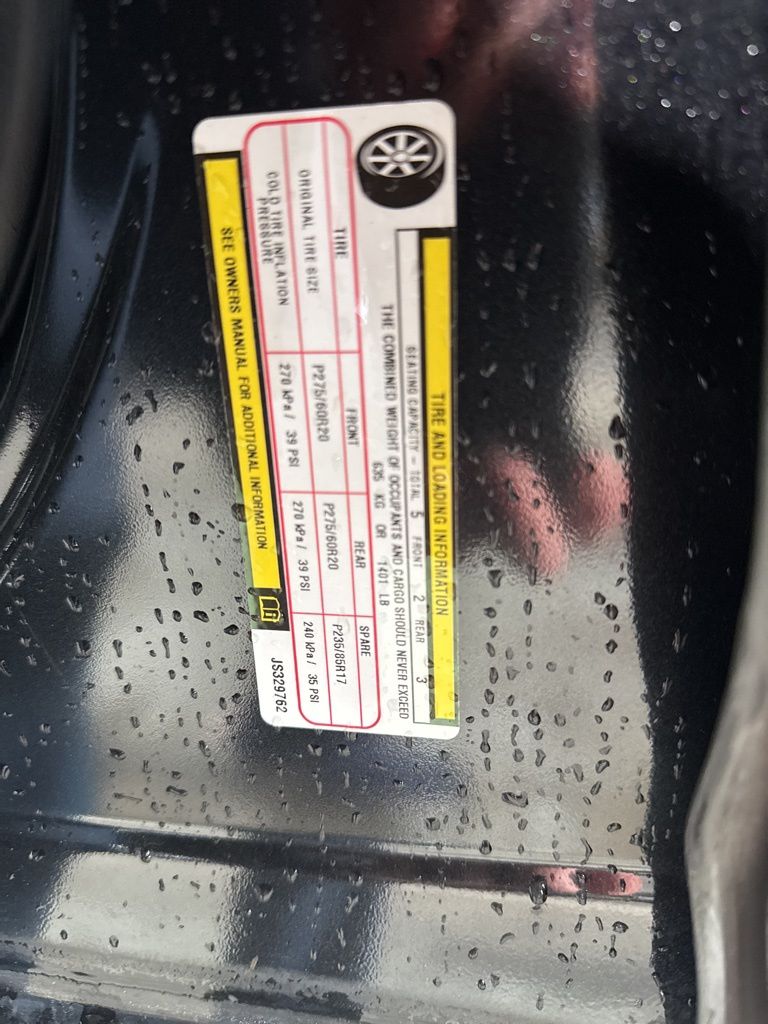 TIRE AND LOADING INFORMATION
SEATING CAPACITY - TOTAL 5 FRONT 2 REAR 3
THE COMBINED WEIGHT OF OCCUPANTS AND CARGO SHOULD NEVER EXCEED
635 KG OR 1401 LB
TIRE FRONT REAR SPARE
ORIGINAL TIRE SIZE P275/60R20 P275/60R20 P235/85R17
COLD TIRE INFLATION PRESSURE 270 kPa / 39 PSI 270 kPa / 39 PSI 240 kPa / 35 PSI
SEE OWNERS MANUAL FOR ADDITIONAL INFORMATION
JS329762